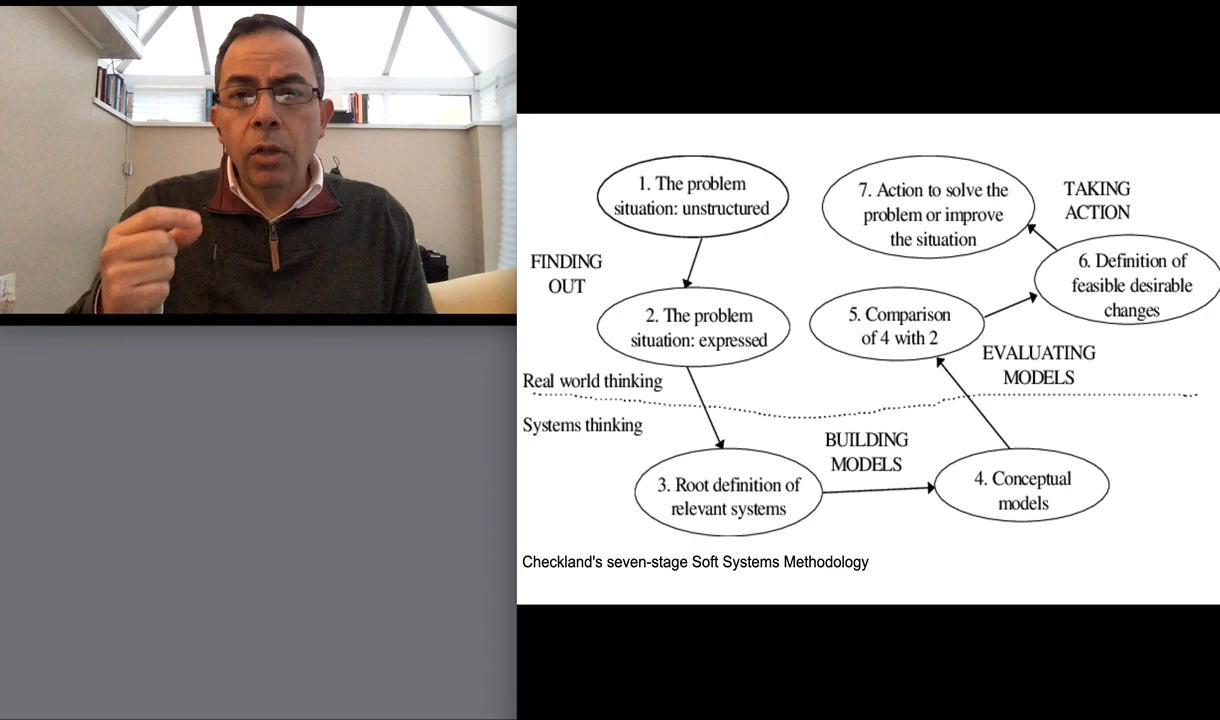 1. The problem
situation: unstructured
7. Action to solve the
problem or improve
the situation
TAKING
ACTION
FINDING
OUT
6. Definition of
feasible desirable
changes
2. The problem
situation: expressed
5. Comparison
of 4 with 2
EVALUATING
MODELS
Real world thinking
Systems thinking
BUILDING
MODELS
3. Root definition of
relevant systems
4. Conceptual
models
Checkland's seven-stage Soft Systems Methodology